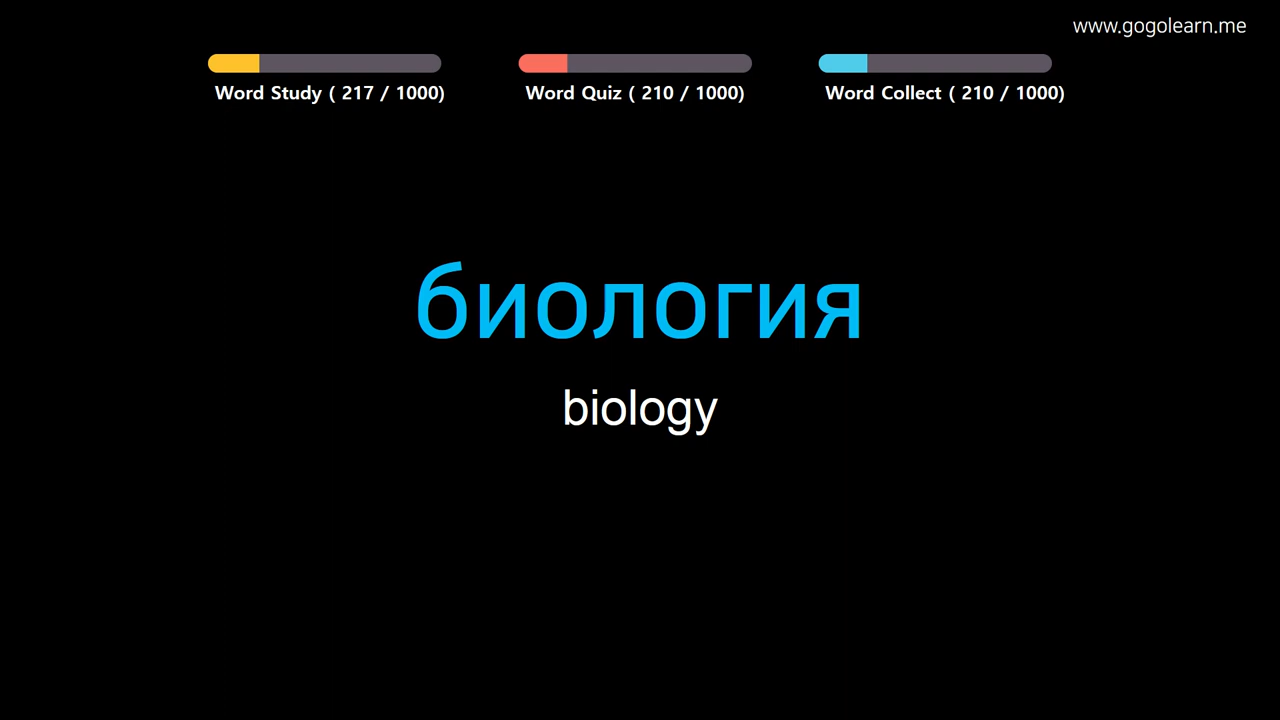 www.gogolearn.me
Word Study ( 217 / 1000)
Word Quiz ( 210 / 1000)
Word Collect ( 210 / 1000)
биология
biology